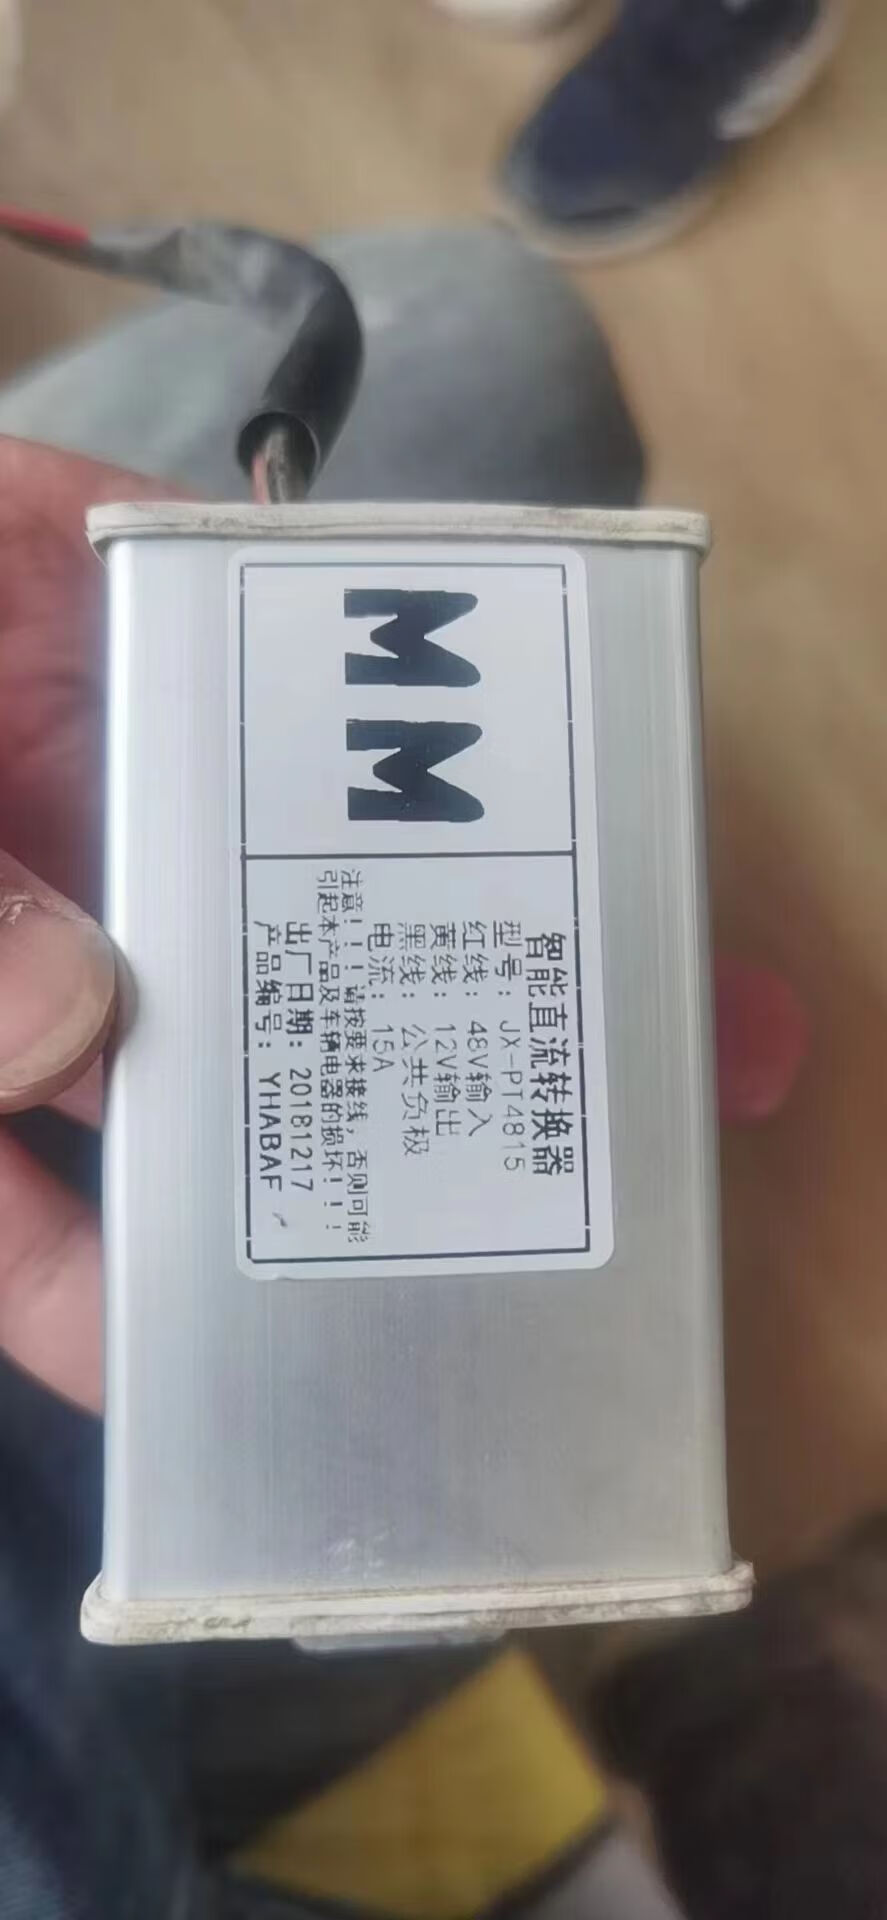 MM
智能直流转换器
型号：JX-PT4815
红线：48V输入
黄线：12V输出
黑线：公共负极
电流：15A
注意！！！请按要求接线，否则可能
引起本产品及车辆电器的损坏！！！
出厂日期：20181217
产品编号：YHABAF